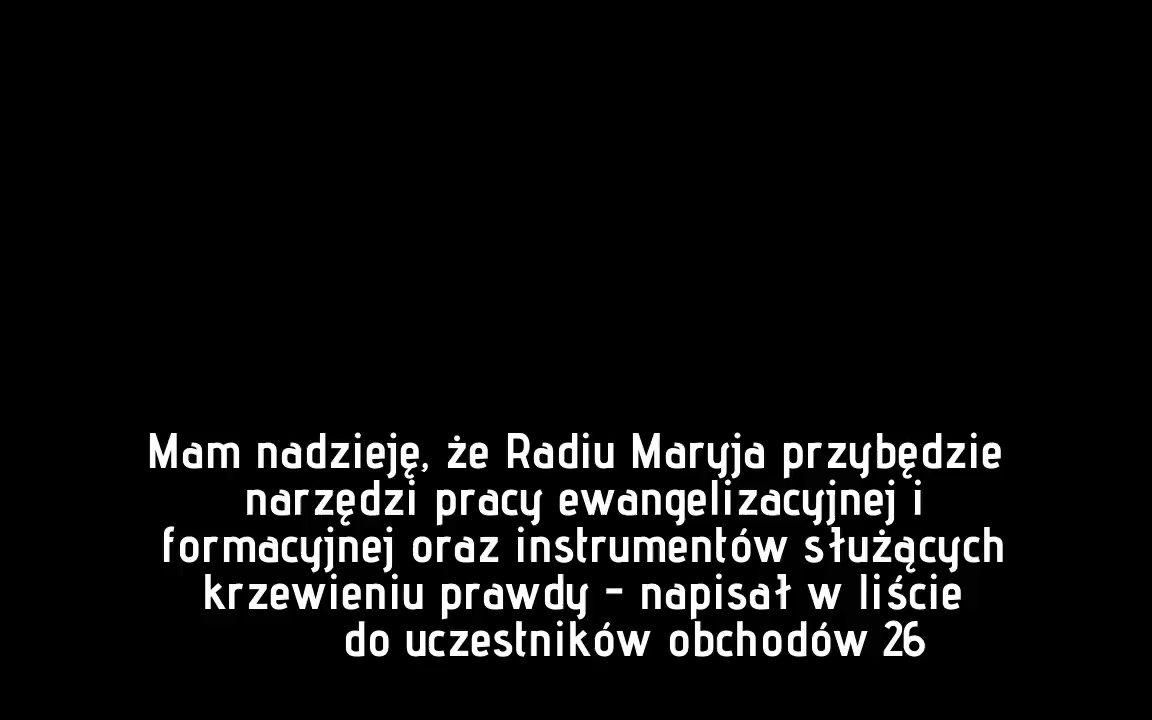 Mam nadzieję, że Radiu Maryja przybędzie
narzędzi pracy ewangelizacyjnej i
formacyjnej oraz instrumentów służących
krzewieniu prawdy - napisał w liście
do uczestników obchodów 26